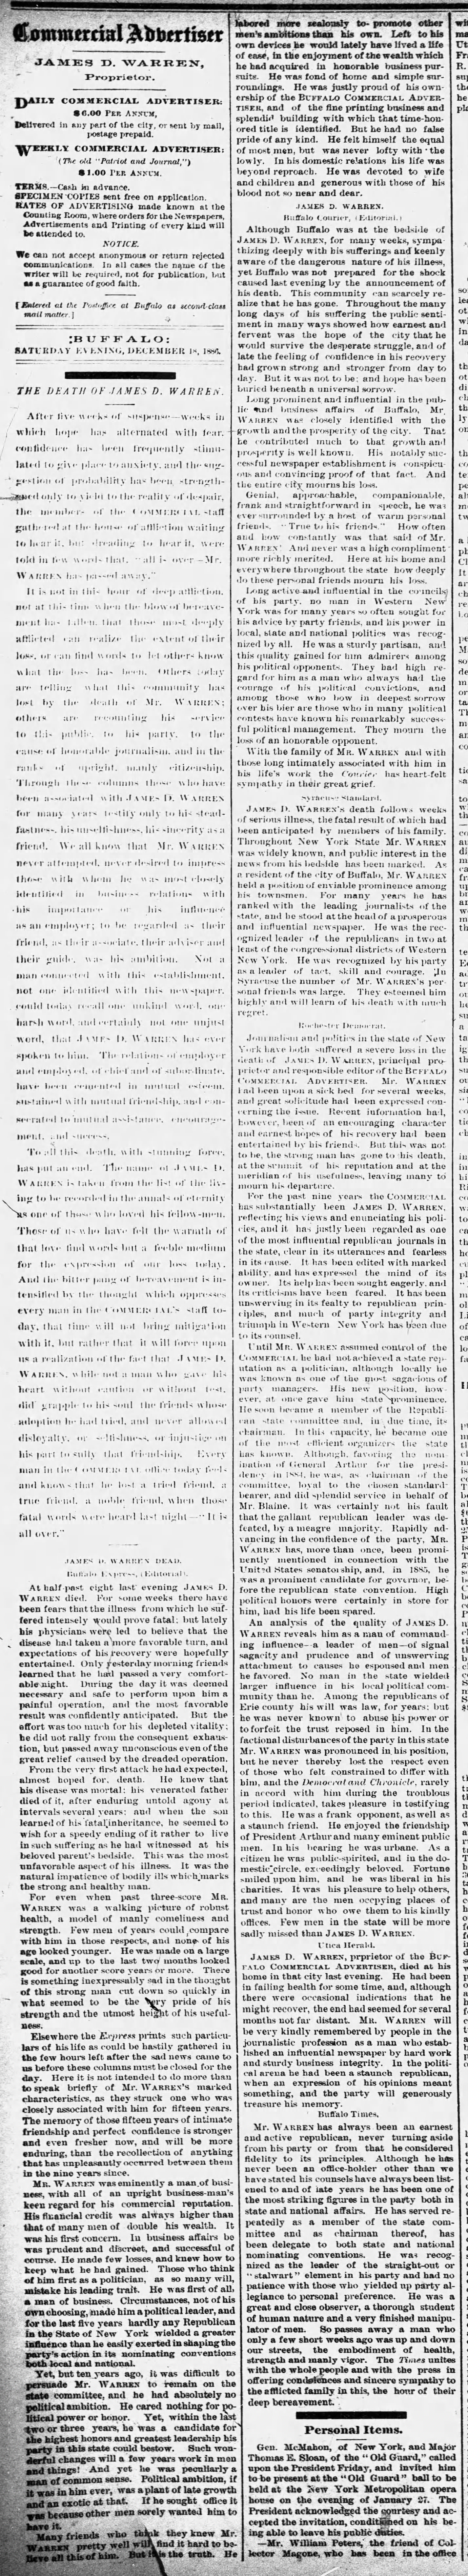 Commercial Advertiser
JAMES D. WARREN,
Proprietor.
DAILY COMMERCIAL ADVERTISER:
$6.00 PER ANNUM,
Delivered in any part of the city, or sent by mail,
postage prepaid.
WEEKLY COMMERCIAL ADVERTISER:
(The old "Patriot and Journal,")
$1.00 PER ANNUM.
TERMS.—Cash in advance.
SPECIMEN COPIES sent free on application.
RATES OF ADVERTISING made known at the
Counting Room, where orders for the Newspapers,
Advertisements and Printing of every kind will
be attended to.
NOTICE.
We can not accept anonymous or return rejected
communications. In all cases the name of the
writer will be required, not for publication, but
as a guarantee of good faith.
[Entered at the Postoffice at Buffalo as second-class
mail matter.]
BUFFALO:
SATURDAY EVENING, DECEMBER 18, 1886.
THE DEATH OF JAMES D. WARREN.
After five weeks of suspense—weeks in
which hope has alternated with fear,
confidence has been frequently stimu-
lated to give place to anxiety, and the sug-
gestion of probability has been strength-
ened only to yield to the reality of despair,
the members of the COMMERCIAL staff
gathered at the house of affliction waiting
to hear it, but dreading to hear it, were
told in few words that, "all is over—Mr.
WARREN has passed away."
It is not in this hour of deep affliction,
not at this time when the blow of bereave-
ment has fallen, that those most deeply
afflicted can realize the extent of their
loss, or can find words to let others know
what the loss has been. Others today
are telling what this community has
lost by the death of Mr. WARREN;
others are recounting his service
to this public, to his party, to the
cause of honorable journalism, and in the
ranks of upright, manly citizenship.
Through these columns those who have
been associated with JAMES D. WARREN
for many years testify only to his stead-
fastness, his unselfishness, his sincerity as a
friend. We all know that Mr. WARREN
never attempted, never desired to impress
those with whom he was most closely
identified in business relations with
his importance or his influence
as an employer; to be regarded as their
friend, as their associate, their adviser and
their guide, was his ambition. Not a
man connected with this establishment,
not one identified with this newspaper,
could today recall one unkind word, one
harsh word, and certainly not one unjust
word, that JAMES D. WARREN has ever
spoken to him. The relations of employer
and employed, of chief and of subordinate,
have been cemented in mutual esteem,
sustained with mutual friendship, and con-
secrated to mutual assistance, encourage-
ment, and success.
To all this, death, with stunning force,
has put an end. The name of JAMES D.
WARREN is taken from the list of the liv-
ing to be recorded in the annals of eternity
as one of those who loved his fellow-men.
Those of us who have felt the warmth of
that love find words but a feeble medium
for the expression of our loss today.
And the bitter pang of bereavement is in-
tensified by the thought which oppresses
every man in the COMMERCIAL'S staff to-
day, that time will not bring mitigation
with it, but rather that it will force upon
us a realization of the fact that JAMES D.
WARREN, while not a man who gave his
heart without caution or without test,
did grapple to his soul the friends whose
adoption he had tried, and never allowed
disloyalty, or selfishness, or injustice on
his part to sully that friendship. Every
man in the COMMERCIAL office today feels
and knows that he lost a tried friend, a
true friend, a noble friend, when those
fatal words were heard last night—"It is
all over."
JAMES D. WARREN DEAD.
Buffalo Express, (Editorial).
At half-past eight last evening JAMES D.
WARREN died. For some weeks there have
been fears that the illness from which he suf-
fered intensely would prove fatal; but lately
his physicians were led to believe that the
disease had taken a more favorable turn, and
expectations of his recovery were hopefully
entertained. Only yesterday morning friends
learned that he had passed a very comfort-
able night. During the day it was deemed
necessary and safe to perform upon him a
painful operation, and the most favorable
result was confidently anticipated. But the
effort was too much for his depleted vitality;
he did not rally from the consequent exhaus-
tion, but passed away unconscious even of the
great relief caused by the dreaded operation.
From the very first attack he had expected,
almost hoped for, death. He knew that
his disease was mortal; his venerated father
died of it, after enduring untold agony at
intervals several years; and when the son
learned of his fatal inheritance, he seemed to
wish for a speedy ending of it rather to live
in such suffering as he had witnessed at his
beloved parent's bedside. This was the most
unfavorable aspect of his illness. It was the
natural impatience of bodily ills which marks
the strong and healthy man.
For even when past three-score Mr.
WARREN was a walking picture of robust
health, a model of manly comeliness and
strength. Few men of years could compare
with him in those respects, and none of his
age looked younger. He was made on a large
scale, and up to the last two months looked
good for another score years or more. There
is something inexpressably sad in the thought
of this strong man cut down so quickly in
what seemed to be the very pride of his
strength and the utmost height of his useful-
ness.
Elsewhere the Express prints such particu-
lars of his life as could be hastily gathered in
the few hours left after the sad news came to
us before these columns must be closed for the
day. Here it is not intended to do more than
to speak briefly of Mr. WARREN'S marked
characteristics, as they struck one who was
closely associated with him for fifteen years.
The memory of those fifteen years of intimate
friendship and perfect confidence is stronger
and even fresher now, and will be more
enduring, than the recollection of anything
that has unpleasantly occurred between them
in the nine years since.
Mr. WARREN was eminently a man of busi-
ness, with all of an upright business-man's
keen regard for his commercial reputation.
His financial credit was always higher than
that of many men of double his wealth. It
was his first concern. In business affairs he
was prudent and discreet, and successful of
course. He made few losses, and knew how to
keep what he had gained. Those who think
of him first as a politician, as so many will,
mistake his leading trait. He was first of all,
a man of business. Circumstances, not of his
own choosing, made him a political leader, and
for the last five years hardly any Republican
in the State of New York wielded a greater
influence than he easily exerted in shaping the
party's action in its nominating conventions
both local and national.
Yet, but ten years ago, it was difficult to
persuade Mr. WARREN to remain on the
state committee, and he had absolutely no
political ambition. He cared nothing for po-
litical power or honor. Yet, within the last
two or three years, he was a candidate for
the highest honors and greatest leadership his
party in this state could bestow. Such won-
derful changes will a few years work in men
and things! And yet he was peculiarly a
man of common sense. Political ambition, if
it was in him ever, was a plant of late growth
and an exotic at that. If he sought office it
was because other men sorely wanted him to
have it.
Many friends who think they knew Mr.
WARREN pretty well will find it hard to be-
lieve all this of him. But it is the truth. He
labored more zealously to promote other
men's ambitions than his own. Left to his
own devices he would lately have lived a life
of ease, in the enjoyment of the wealth which
he had acquired in honorable business pur-
suits. He was fond of home and simple sur-
roundings. He was justly proud of his own-
ership of the BUFFALO COMMERCIAL ADVER-
TISER, and of the fine printing business and
splendid building with which that time-hon-
ored title is identified. But he had no false
pride of any kind. He felt himself the equal
of most men, but was never lofty with the
lowly. In his domestic relations his life was
beyond reproach. He was devoted to wife
and children and generous with those of his
blood not so near and dear.
JAMES D. WARREN.
Buffalo Courier, (Editorial.)
Although Buffalo was at the bedside of
JAMES D. WARREN, for many weeks, sympa-
thizing deeply with his sufferings and keenly
aware of the dangerous nature of his illness,
yet Buffalo was not prepared for the shock
caused last evening by the announcement of
his death. This community can scarcely re-
alize that he has gone. Throughout the many
long days of his suffering the public senti-
ment in many ways showed how earnest and
fervent was the hope of the city that he
would survive the desperate struggle, and of
late the feeling of confidence in his recovery
had grown strong and stronger from day to
day. But it was not to be; and hope has been
buried beneath a universal sorrow.
Long prominent and influential in the pub-
lic and business affairs of Buffalo, Mr.
WARREN was closely identified with the
growth and the prosperity of the city. That
he contributed much to that growth and
prosperity is well known. His notably suc-
cessful newspaper establishment is conspicu-
ous and convincing proof of that fact. And
the entire city mourns his loss.
Genial, approachable, companionable,
frank and straightforward in speech, he was
ever surrounded by a host of warm personal
friends. "True to his friends." How often
and how constantly was that said of Mr.
WARREN! And never was a high compliment
more richly merited. Here at his home and
everywhere throughout the state how deeply
do these personal friends mourn his loss.
Long active and influential in the councils
of his party, no man in Western New
York was for many years so often sought for
his advice by party friends, and his power in
local, state and national politics was recog-
nized by all. He was a sturdy partisan, and
this quality gained for him admirers among
his political opponents. They had high re-
gard for him as a man who always had the
courage of his political convictions, and
among those who bow in deepest sorrow
over his bier are those who in many political
contests have known his remarkably success-
ful political management. They mourn the
loss of an honorable opponent.
With the family of Mr. WARREN and with
those long intimately associated with him in
his life's work the Courier has heart-felt
sympathy in their great grief.
Syracuse Standard.
JAMES D. WARREN'S death follows weeks
of serious illness, the fatal result of which had
been anticipated by members of his family.
Throughout New York State Mr. WARREN
was widely known, and public interest in the
news from his bedside has been marked. As
a resident of the city of Buffalo, Mr. WARREN
held a position of enviable prominence among
his townsmen. For many years he has
ranked with the leading journalists of the
state, and he stood at the head of a prosperous
and influential newspaper. He was the rec-
ognized leader of the republicans in two at
least of the congressional districts of Western
New York. He was recognized by his party
as a leader of tact, skill and courage. In
Syracuse the number of Mr. WARREN'S per-
sonal friends was large. They esteemed him
highly and will learn of his death with much
regret.
Rochester Democrat.
Journalism and politics in the state of New
York have both suffered a severe loss in the
death of JAMES D. WARREN, principal pro-
prietor and responsible editor of the BUFFALO
COMMERCIAL ADVERTISER. Mr. WARREN
had been upon a sick bed for several weeks,
and great solicitude had been expressed con-
cerning the issue. Recent information had,
however, been of an encouraging character
and earnest hopes of his recovery had been
entertained by his friends. But this was not
to be, the strong man has gone to his death,
at the summit of his reputation and at the
meridian of his usefulness, leaving many to
mourn his departure.
For the past nine years the COMMERCIAL
has substantially been JAMES D. WARREN,
reflecting his views and enunciating his poli-
cies, and it has justly been regarded as one
of the most influential republican journals in
the state, clear in its utterances and fearless
in its cause. It has been edited with marked
ability, and has expressed the mind of its
owner. Its help has been sought eagerly, and
its criticisms have been feared. It has been
unswerving in its fealty to republican prin-
ciples, and much of party integrity and
triumph in Western New York has been due
to its counsel.
Until Mr. WARREN assumed control of the
COMMERCIAL he had not achieved a state rep-
utation as a politician, although locally he
was known as one of the most sagacious of
party managers. His new position, how-
ever, at once gave him state prominence.
He soon became a member of the Republi-
can state committee and, in due time, its
chairman. In this capacity, he became one
of the most efficient organizers the state
has known. Although, favoring the nom-
ination of General Arthur for the presi-
dency in 1884, he was, as chairman of the
committee, loyal to the chosen standard-
bearer, and did splendid service in behalf of
Mr. Blaine. It was certainly not his fault
that the gallant republican leader was de-
feated, by a meagre majority. Rapidly ad-
vancing in the confidence of the party, Mr.
WARREN has, more than once, been promi-
nently mentioned in connection with the
United States senatorship, and, in 1885, he
was a prominent candidate for governor, be-
fore the republican state convention. High
political honors were certainly in store for
him, had his life been spared.
An analysis of the quality of JAMES D.
WARREN reveals him as a man of command-
ing influence—a leader of men—of signal
sagacity and prudence and of unswerving
attachment to causes he espoused and men
he favored. No man in the state wielded
larger influence in his local political com-
munity than he. Among the republicans of
Erie county his will was law, for years; but
he was never known to abuse his power or
to forfeit the trust reposed in him. In the
factional disturbances of the party in this state
Mr. WARREN was pronounced in his position,
but he never thereby lost the respect even
of those who felt constrained to differ with
him, and the Democrat and Chronicle, rarely
in accord with him during the troublous
period indicated, takes pleasure in testifying
to this. He was a frank opponent, as well as
a staunch friend. He enjoyed the friendship
of President Arthur and many eminent public
men. In his bearing he was urbane. As a
citizen he was public-spirited, and in the do-
mestic circle, exceedingly beloved. Fortune
smiled upon him, and he was liberal in his
charities. It was his pleasure to help others,
and many are the men occupying places of
trust and honor who owe them to his kindly
offices. Few men in the state will be more
sadly missed than JAMES D. WARREN.
Utica Herald.
JAMES D. WARREN, prprietor of the BUF-
FALO COMMERCIAL ADVERTISER, died at his
home in that city last evening. He had been
in failing health for some time, and, although
there were occasional indications that he
might recover, the end had seemed for several
months not far distant. Mr. WARREN will
be very kindly remembered by people in the
journalistic profession as a man who estab-
lished an influential newspaper by hard work
and sturdy business integrity. In the politi-
cal arena he had been a staunch republican,
when an expression of his opinions meant
something, and the party will generously
treasure his memory.
Buffalo Times.
Mr. WARREN has always been an earnest
and active republican, never turning aside
from his party or from that he considered
fidelity to its principles. Although he has
never been an office-holder other than we
have stated his counsels have always been list-
ened to and of late years he has been one of
the most striking figures in the party both in
state and national affairs. He has served re-
peatedly as a member of the state com-
mittee and as chairman thereof, has
been delegate to both state and national
nominating conventions. He was recog-
nized as the leader of the straight-out or
"stalwart" element in his party and had no
patience with those who yielded up party al-
legiance to personal preference. He was a
great and close observer, a thorough student
of human nature and a very finished manipu-
lator of men. So passes away a man who
only a few short weeks ago was up and down
our streets, the embodiment of health,
strength and manly vigor. The Times unites
with the whole people and with the press in
offering condolences and sincere sympathy to
the afflicted family in this, the hour of their
deep bereavement.
Personal Items.
Gen. McMahon, of New York, and Major
Thomas E. Sloan, of the "Old Guard," called
upon the President Friday, and invited him
to be present at the "Old Guard" ball to be
held at the New York Metropolitan opera
house on the evening of January 27. The
President acknowledged the courtesy and ac-
cepted the invitation, conditioned on his be-
ing able to leave his public duties.
—Mr. William Peters, the friend of Col-
lector Magone, who has been in the office